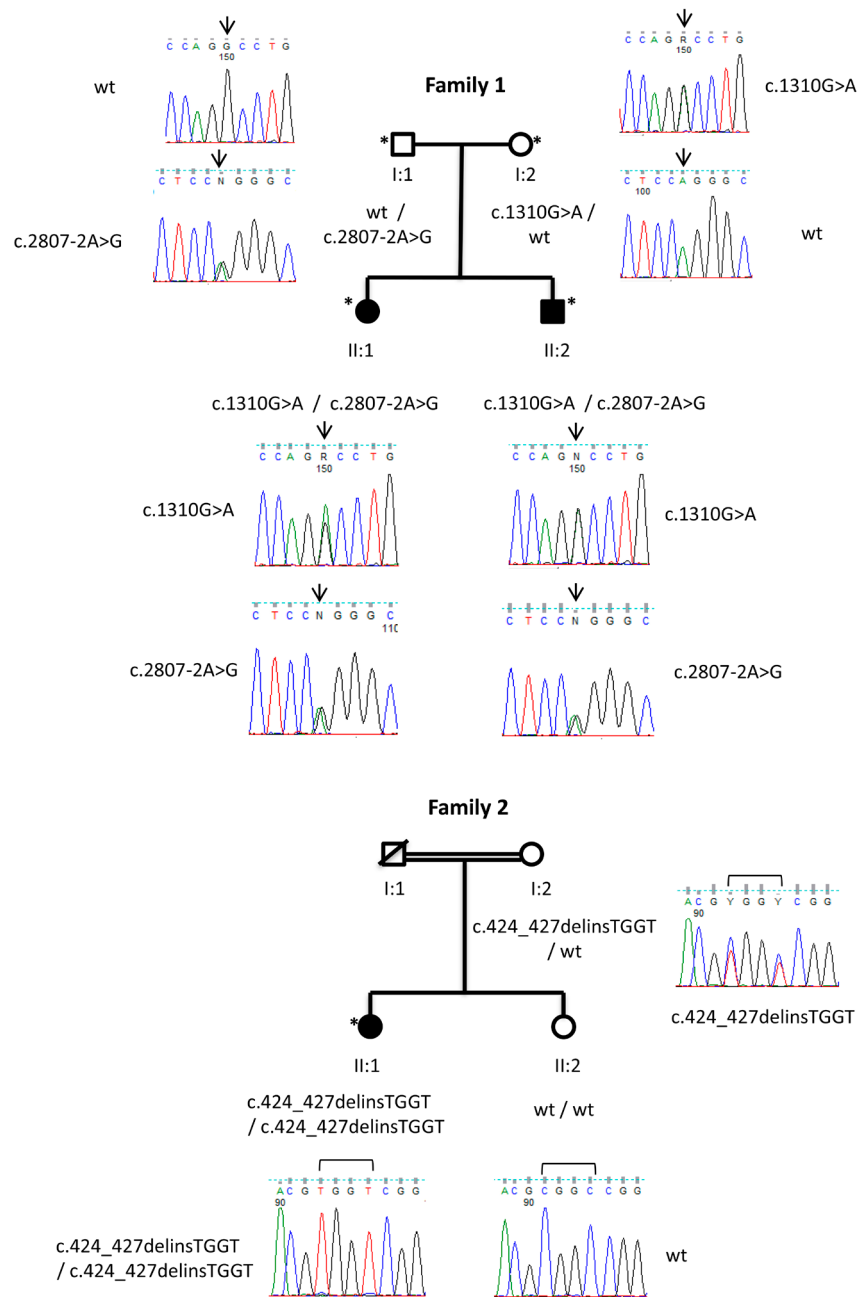 C C A G G C C T G
150
wt
Family 1
C C A G R C C T G
150
c.1310G>A
*
*
I:1
I:2
C T C C N G G G C
C T C C A G G G C
100
wt /
c.2807-2A>G
c.1310G>A /
wt
c.2807-2A>G
wt
*
*
II:1
II:2
c.1310G>A / c.2807-2A>G
c.1310G>A / c.2807-2A>G
C C A G R C C T G
150
C C A G N C C T G
150
c.1310G>A
c.1310G>A
C T C C N G G G C
110
C T C C N G G G C
c.2807-2A>G
c.2807-2A>G
Family 2
I:1
I:2
A C G Y G G Y C G G
90
c.424_427delinsTGGT
/ wt
c.424_427delinsTGGT
*
II:1
II:2
c.424_427delinsTGGT
/ c.424_427delinsTGGT
wt / wt
A C G T G G T C G G
90
A C G C G G C C G G
90
c.424_427delinsTGGT
/ c.424_427delinsTGGT
wt